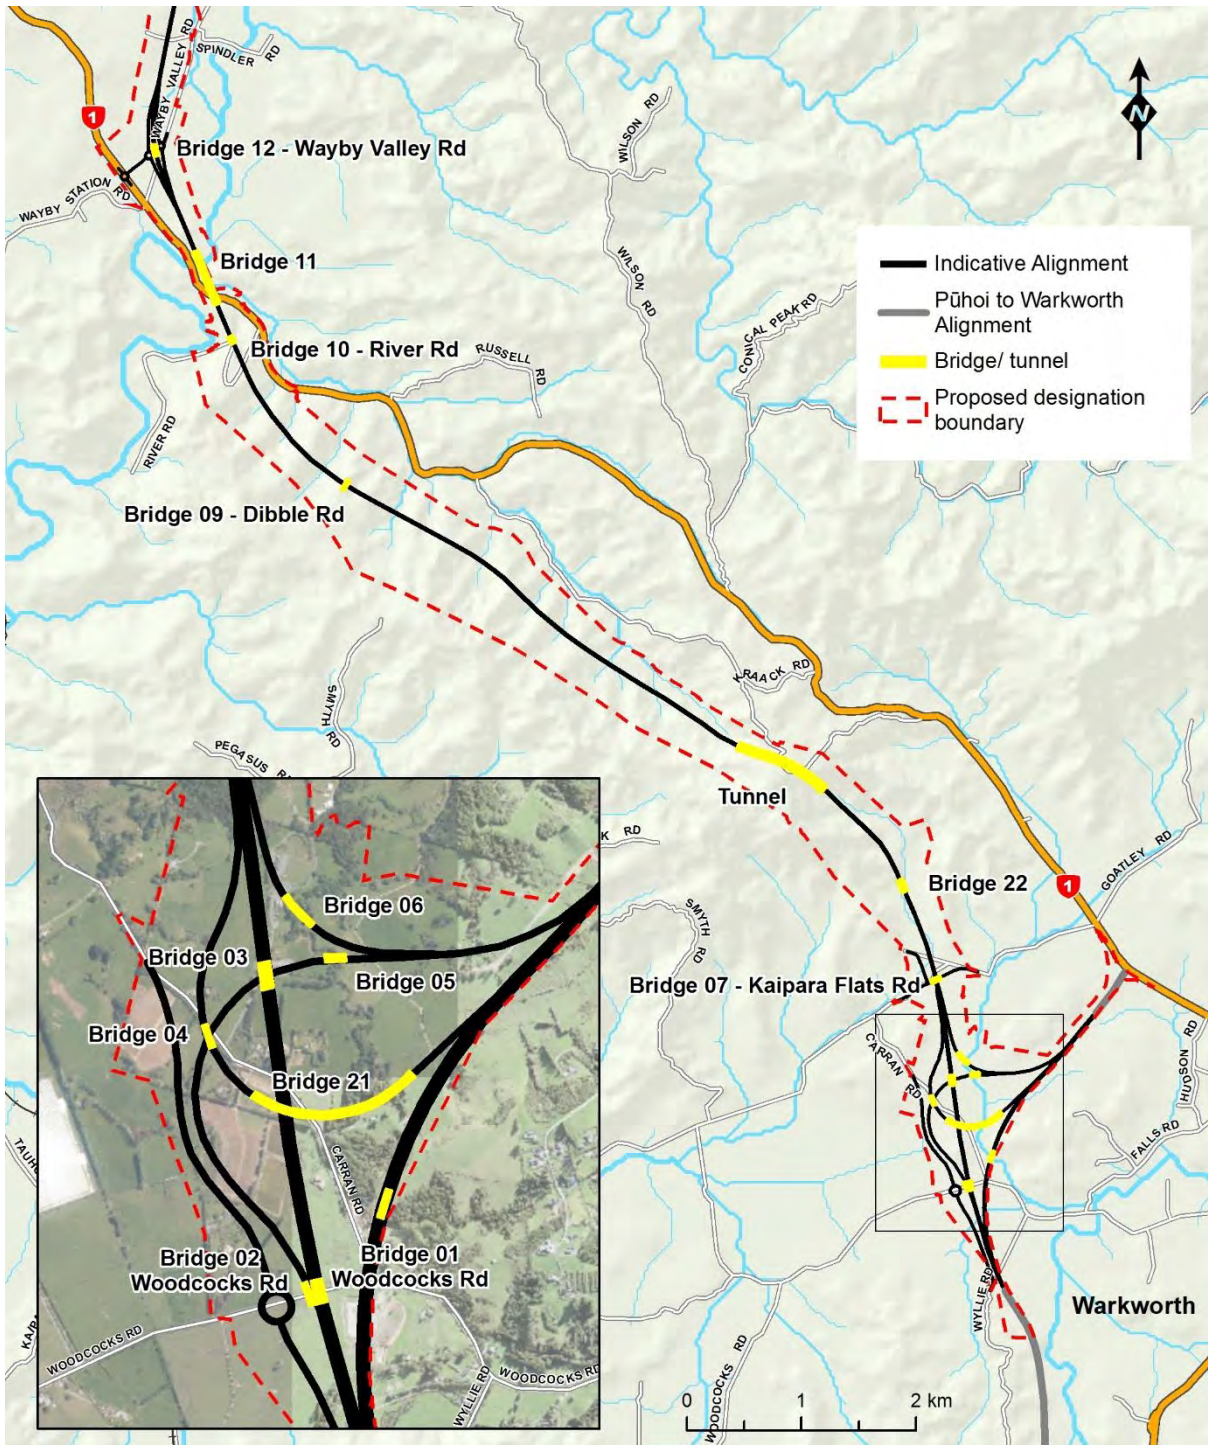 SPINDLER RD
WAYBY VALLEY RD
1
Bridge 12 - Wayby Valley Rd
WAYBY STATION RD
Bridge 11
Bridge 10 - River Rd
RUSSELL RD
RIVER RD
Bridge 09 - Dibble Rd
WILSON RD
WILSON RD
CONICAL PEAK RD
N
Indicative Alignment
Pūhoi to Warkworth
Alignment
Bridge/ tunnel
Proposed designation
boundary
KRAACK RD
SMYTH RD
Tunnel
Bridge 22
1
GOATLEY RD
SMYTH RD
K RD
Bridge 07 - Kaipara Flats Rd
CARRAN RD
HUDSON RD
FALLS RD
WYLLIE RD
Warkworth
WOODCOCKS RD
0 1 2 km
PEGASUS R
TAUHO
Bridge 06
Bridge 03
Bridge 05
Bridge 04
Bridge 21
CARRAN RD
Bridge 02
Woodcocks Rd
Bridge 01
Woodcocks Rd
WOODCOCKS RD
WYLLIE RD
WOODCOCKS RD